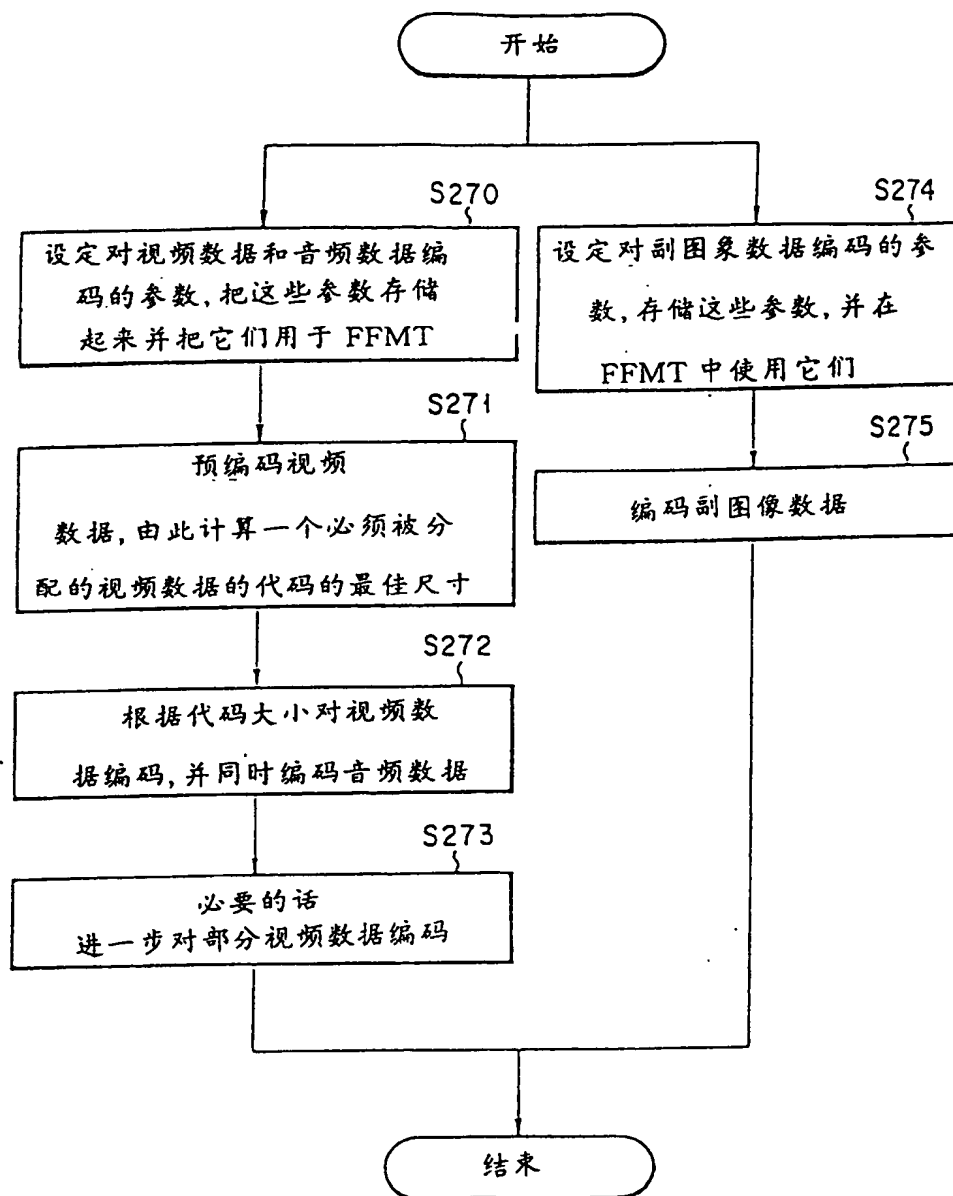 开始
S270
设定对视频数据和音频数据编
码的参数,把这些参数存储
起来并把它们用于 FFMT
S271
预编码视频
数据,由此计算一个必须被分
配的视频数据的代码的最佳尺寸
S272
根据代码大小对视频数
据编码,并同时编码音频数据
S273
必要的话
进一步对部分视频数据编码
S274
设定对副图象数据编码的参
数,存储这些参数,并在
FFMT 中使用它们
S275
编码副图像数据
结束